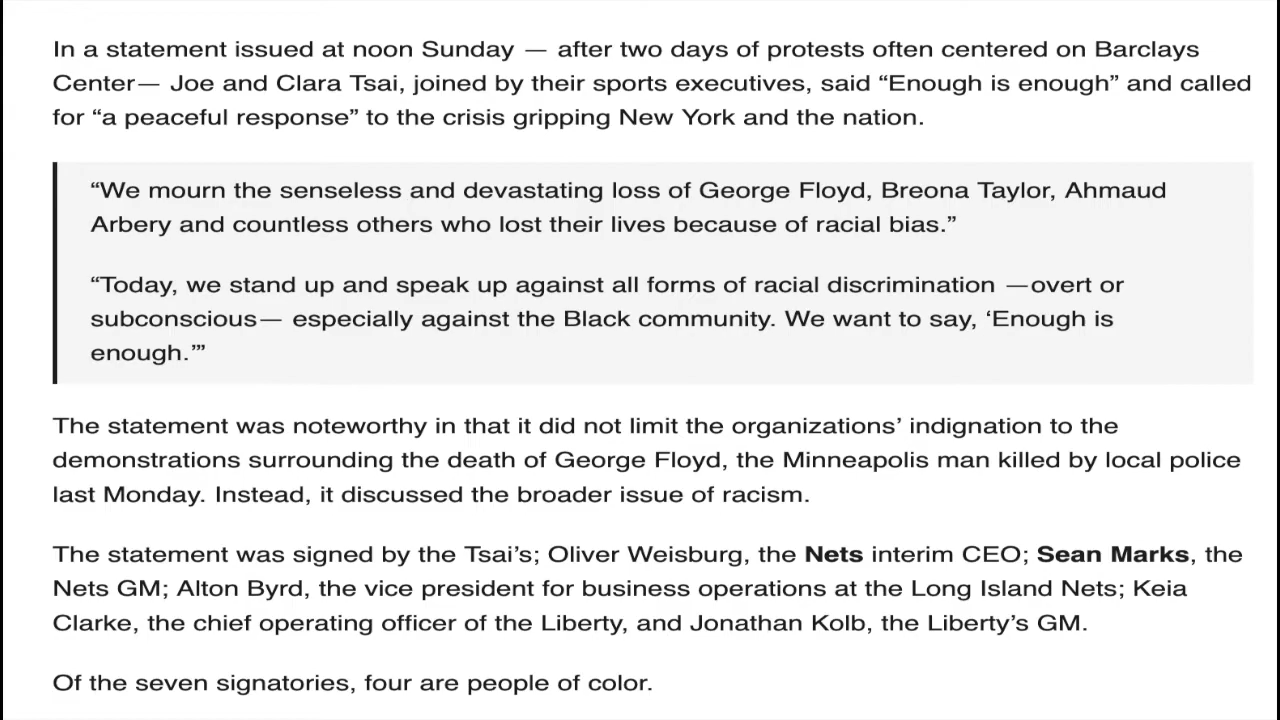 In a statement issued at noon Sunday — after two days of protests often centered on Barclays
Center— Joe and Clara Tsai, joined by their sports executives, said “Enough is enough” and called
for “a peaceful response” to the crisis gripping New York and the nation.
“We mourn the senseless and devastating loss of George Floyd, Breona Taylor, Ahmaud
Arbery and countless others who lost their lives because of racial bias.”
“Today, we stand up and speak up against all forms of racial discrimination —overt or
subconscious— especially against the Black community. We want to say, ‘Enough is
enough.’”
The statement was noteworthy in that it did not limit the organizations’ indignation to the
demonstrations surrounding the death of George Floyd, the Minneapolis man killed by local police
last Monday. Instead, it discussed the broader issue of racism.
The statement was signed by the Tsai’s; Oliver Weisburg, the Nets interim CEO; Sean Marks, the
Nets GM; Alton Byrd, the vice president for business operations at the Long Island Nets; Keia
Clarke, the chief operating officer of the Liberty, and Jonathan Kolb, the Liberty’s GM.
Of the seven signatories, four are people of color.